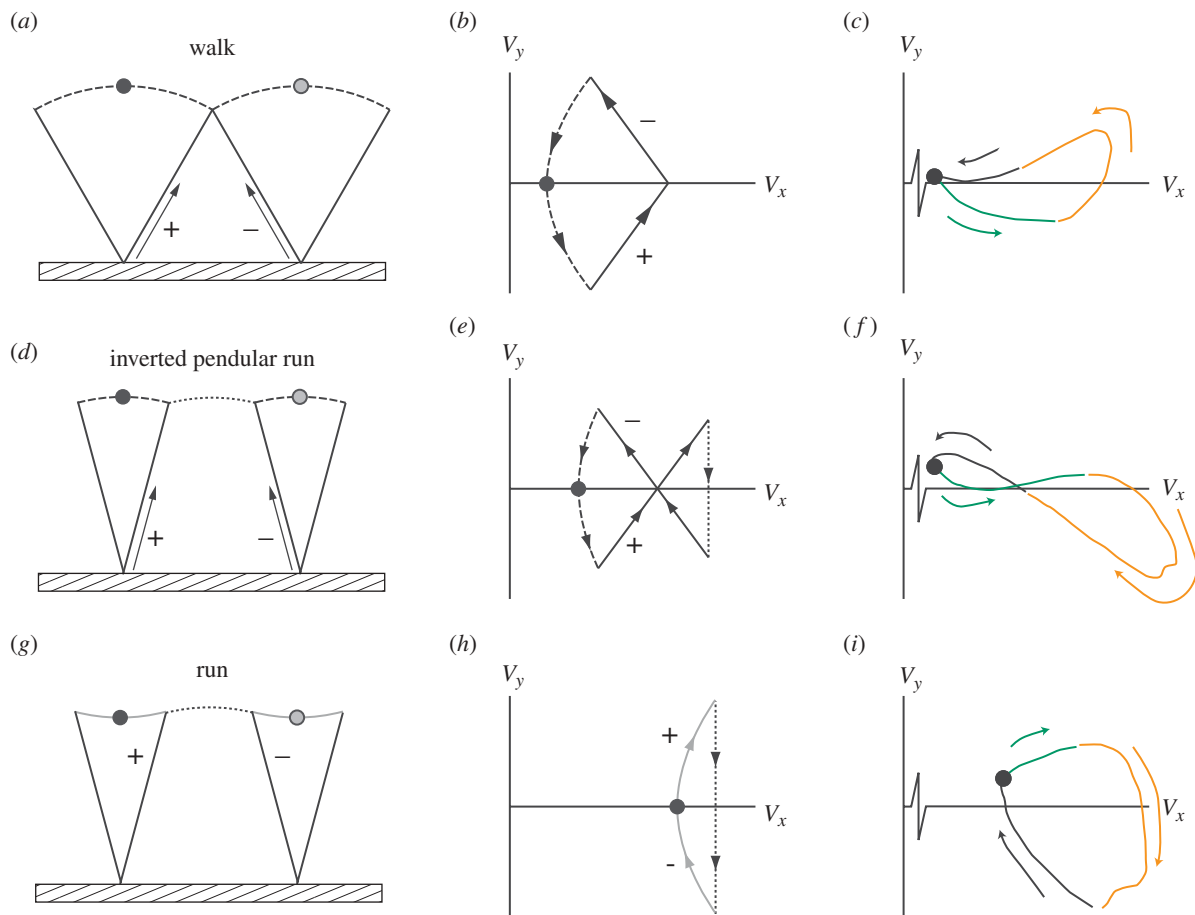 (a)
walk
+
–
(b)
Vy
–
Vx
+
(c)
Vy
Vx
(d)
inverted pendular run
+
–
(e)
Vy
–
Vx
+
(f)
Vy
Vx
(g)
run
+
–
(h)
Vy
+
Vx
-
(i)
Vy
Vx